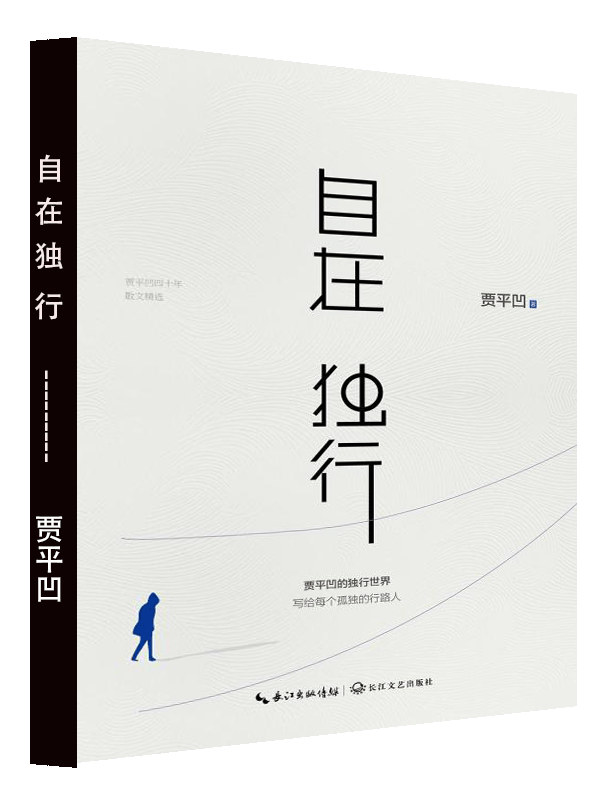 自在独行
贾平凹
自在
独行
贾平凹四十年
散文精选
贾平凹 著
贾平凹的独行世界
写给每个孤独的行路人
长江出版传媒 | 长江文艺出版社